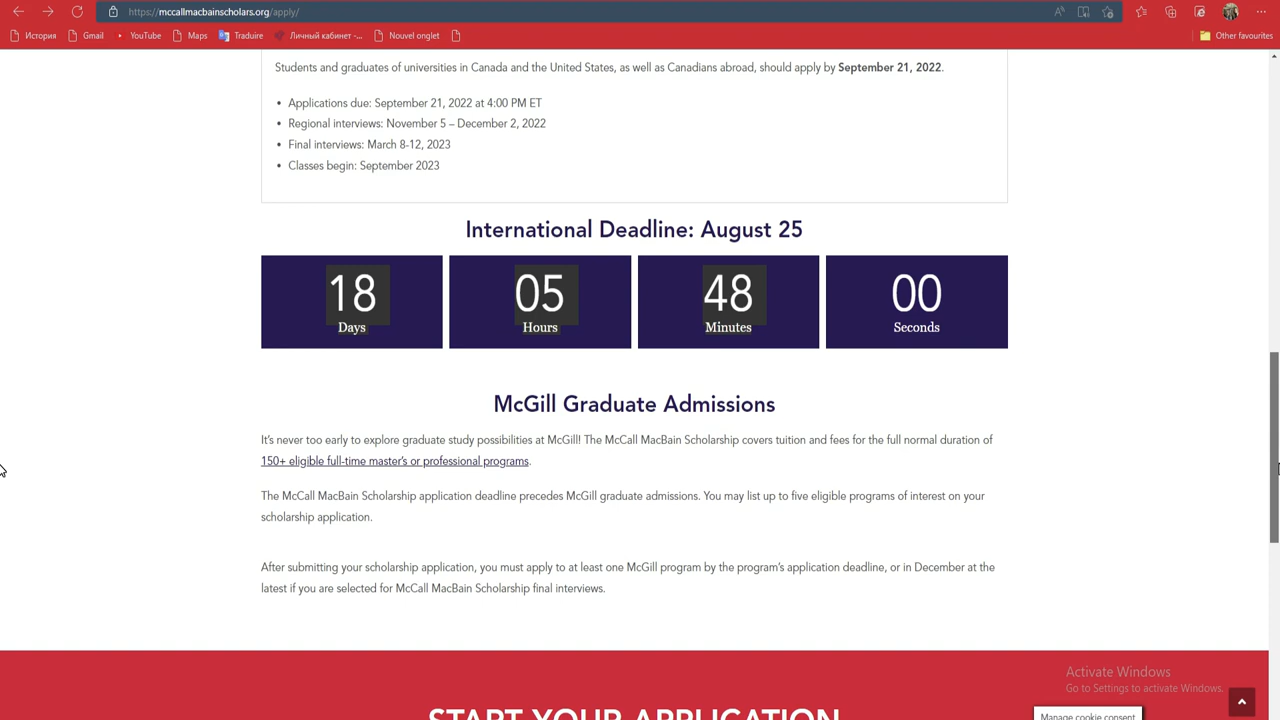 https://mccallmacbainscholars.org/apply/
История Gmail YouTube Maps Traduire Личный кабинет -... Nouvel onglet Other favourites
Students and graduates of universities in Canada and the United States, as well as Canadians abroad, should apply by September 21, 2022.
• Applications due: September 21, 2022 at 4:00 PM ET
• Regional interviews: November 5 – December 2, 2022
• Final interviews: March 8-12, 2023
• Classes begin: September 2023
International Deadline: August 25
18 05 48 00
Days Hours Minutes Seconds
McGill Graduate Admissions
It's never too early to explore graduate study possibilities at McGill! The McCall MacBain Scholarship covers tuition and fees for the full normal duration of
150+ eligible full-time master's or professional programs.
The McCall MacBain Scholarship application deadline precedes McGill graduate admissions. You may list up to five eligible programs of interest on your
scholarship application.
After submitting your scholarship application, you must apply to at least one McGill program by the program's application deadline, or in December at the
latest if you are selected for McCall MacBain Scholarship final interviews.
Activate Windows
Go to Settings to activate Windows.
START YOUR APPLICATION
Manage cookie consent